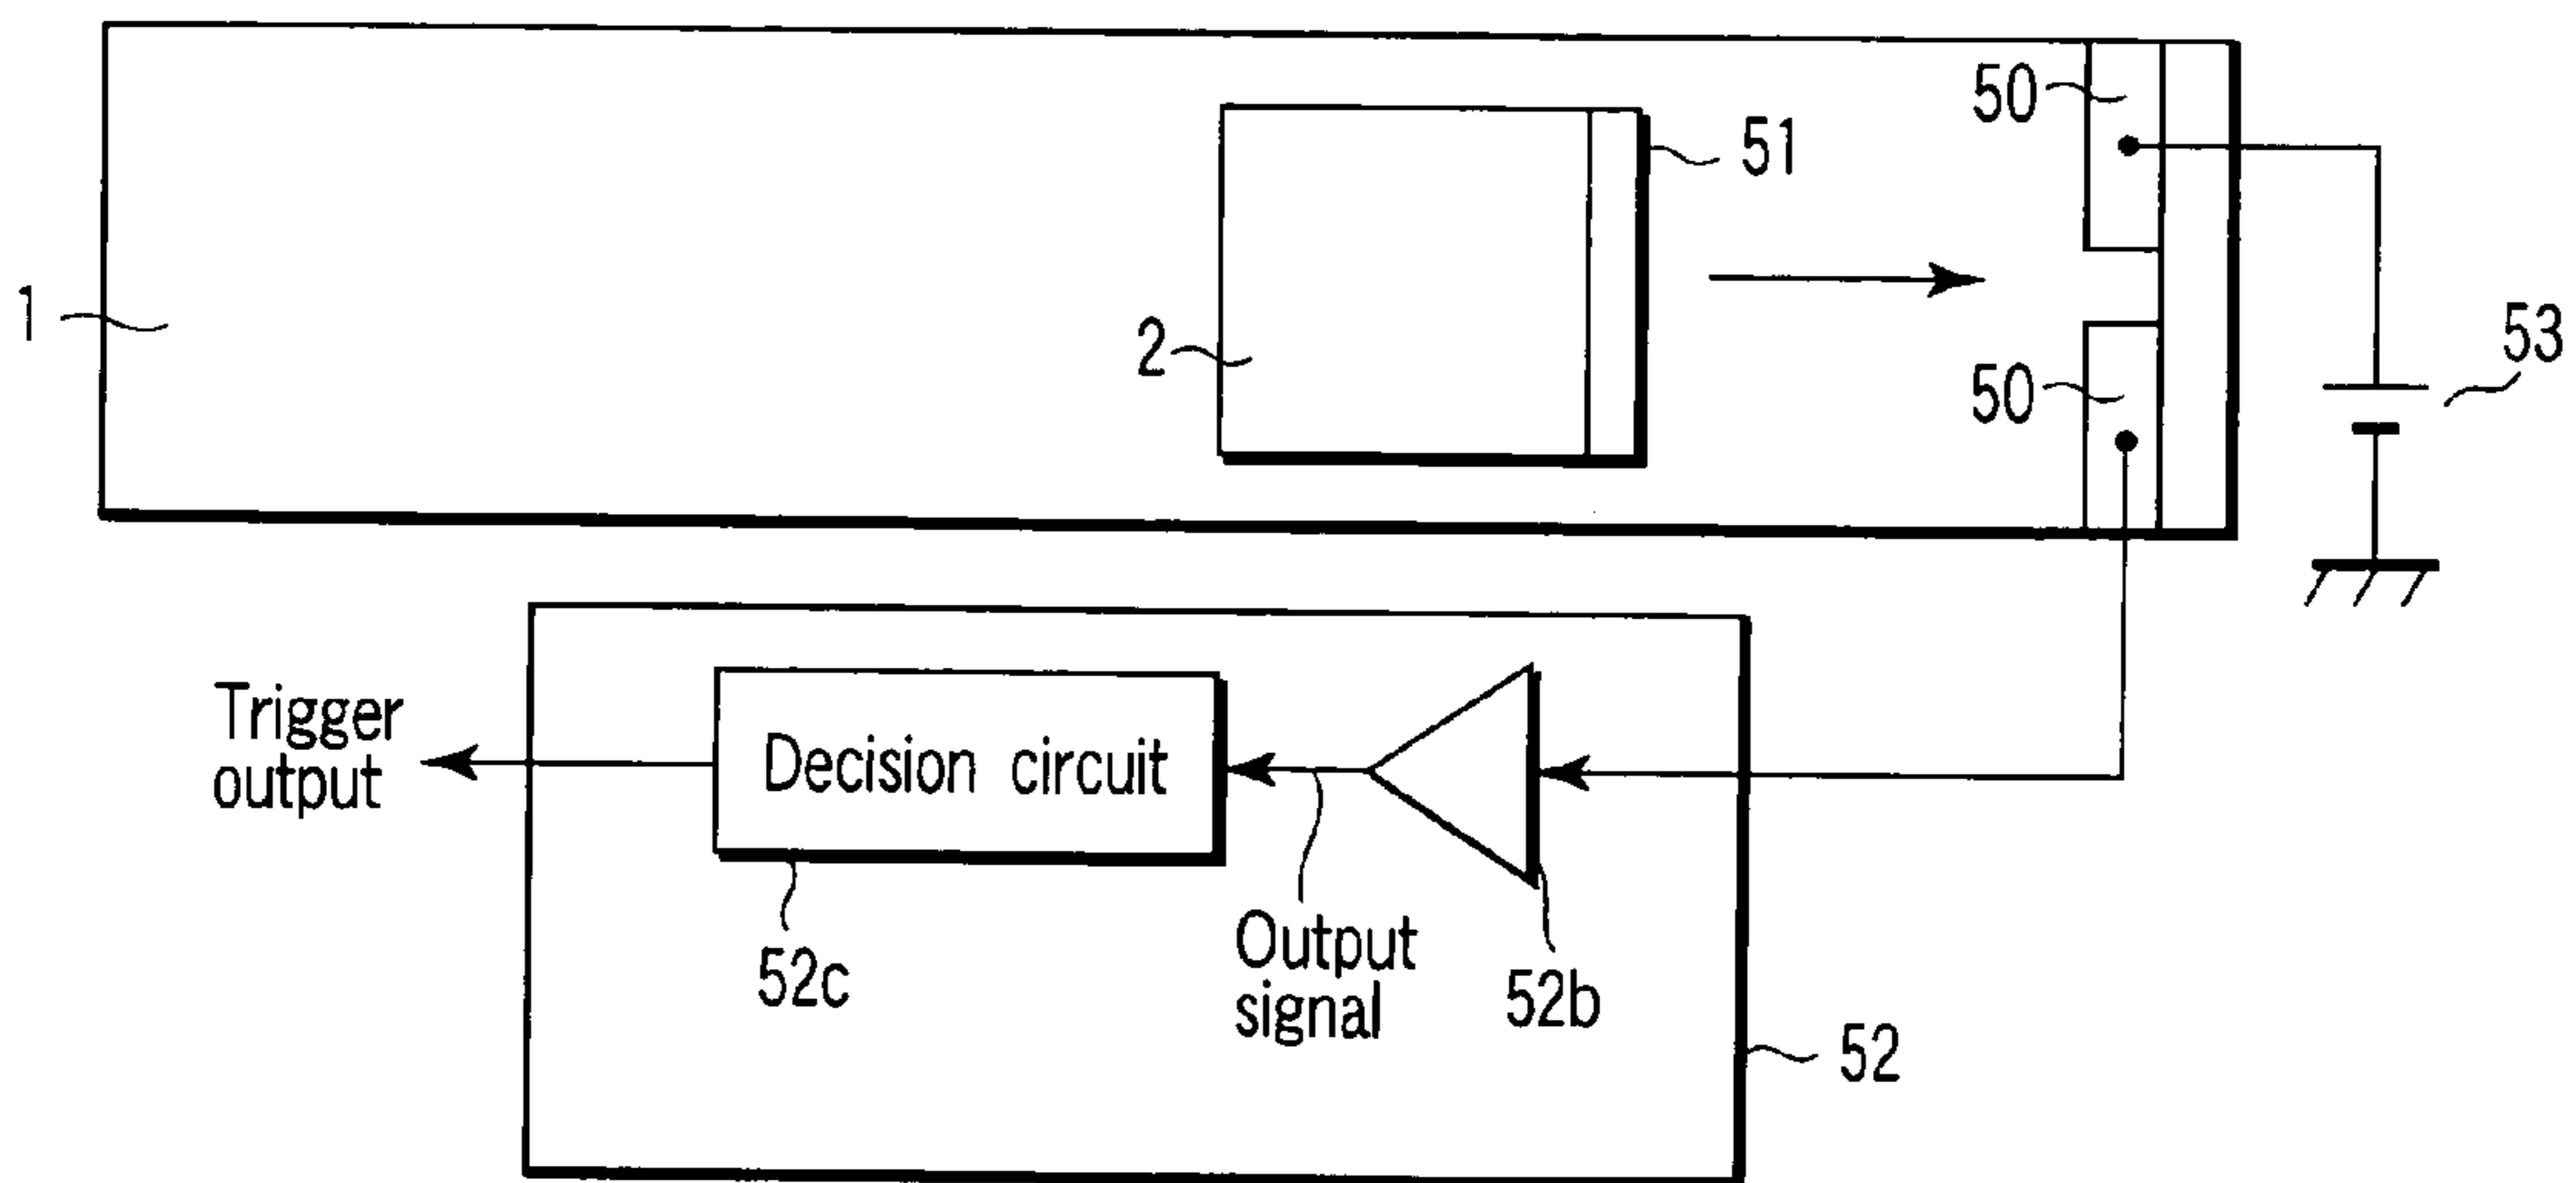 50
51
1
2
50
53
Trigger
output
Decision circuit
52c
Output
signal
52b
52